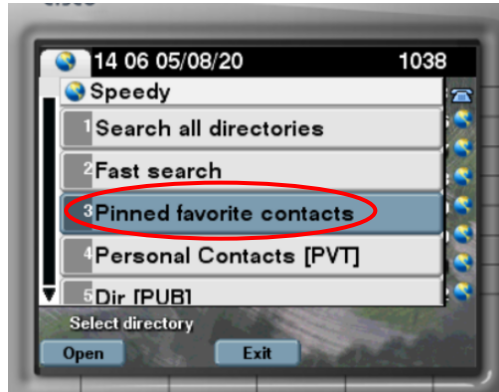 14 06 05/08/20 1038
Speedy
1 Search all directories
2 Fast search
3 Pinned favorite contacts
4 Personal Contacts [PVT]
5 Dir [PUB]
Select directory
Open Exit